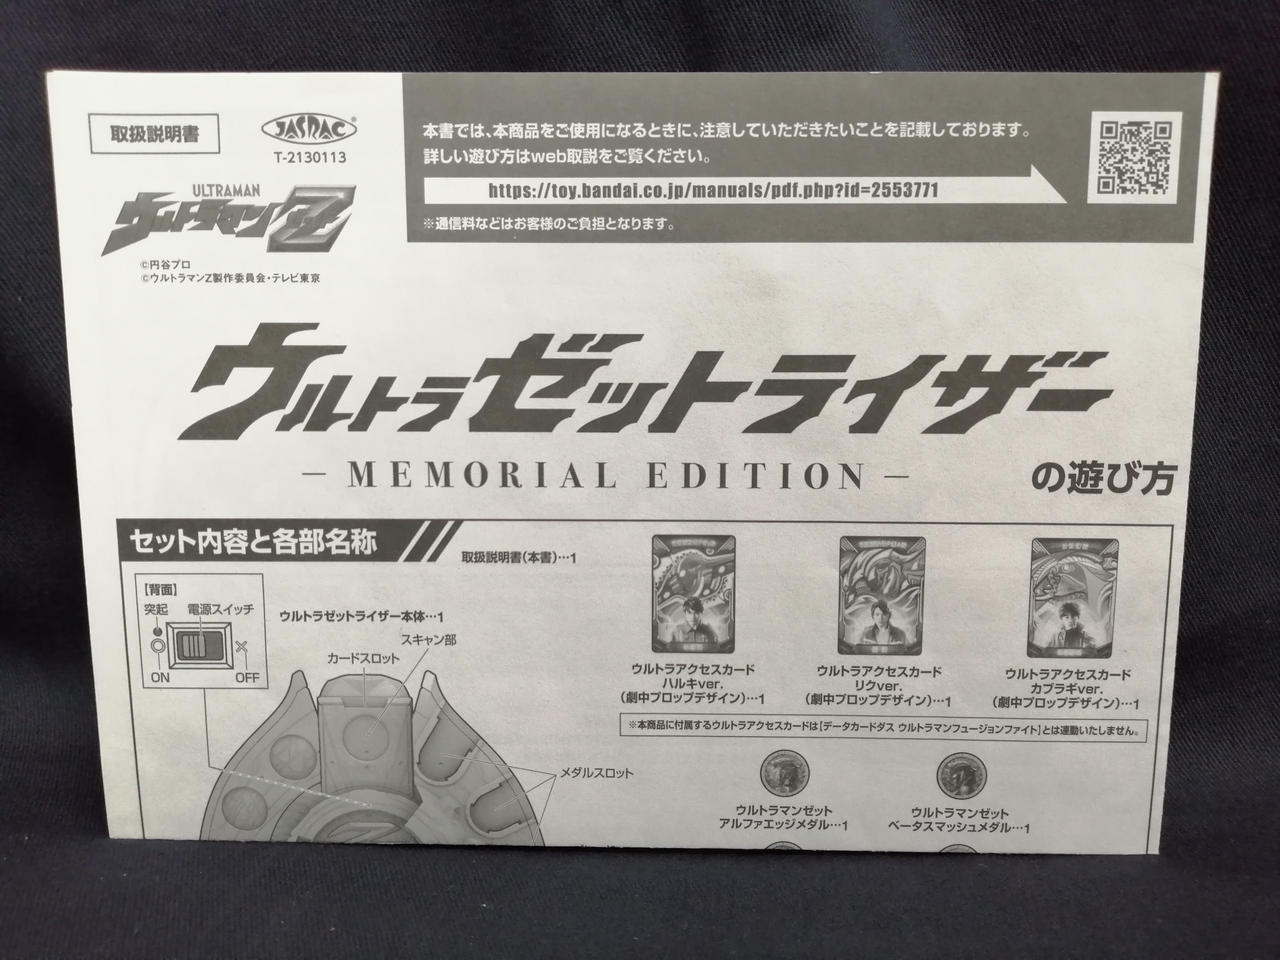 取扱説明書
JASRAC®
T-2130113
ULTRAMAN
ウルトラマンZ
©円谷プロ
©ウルトラマンZ製作委員会・テレビ東京
本書では、本商品をご使用になるときに、注意していただきたいことを記載しております。
詳しい遊び方はweb取説をご覧ください。
https://toy.bandai.co.jp/manuals/pdf.php?id=2553771
※通信料などはお客様のご負担となります。
ウルトラゼットライザー
— MEMORIAL EDITION —
の遊び方
セット内容と各部名称
取扱説明書(本書)…1
【背面】
突起 電源スイッチ
ON OFF
ウルトラゼットライザー本体…1
スキャン部
カードスロット
メダルスロット
ウルトラアクセスカード
ハルキver.
(劇中プロップデザイン)…1
ウルトラアクセスカード
リクver.
(劇中プロップデザイン)…1
ウルトラアクセスカード
カブラギver.
(劇中プロップデザイン)…1
※本商品に付属するウルトラアクセスカードは【データカードダス ウルトラマンフュージョンファイト】とは連動いたしません。
ウルトラマンゼット
アルファエッジメダル…1
ウルトラマンゼット
ベータスマッシュメダル…1